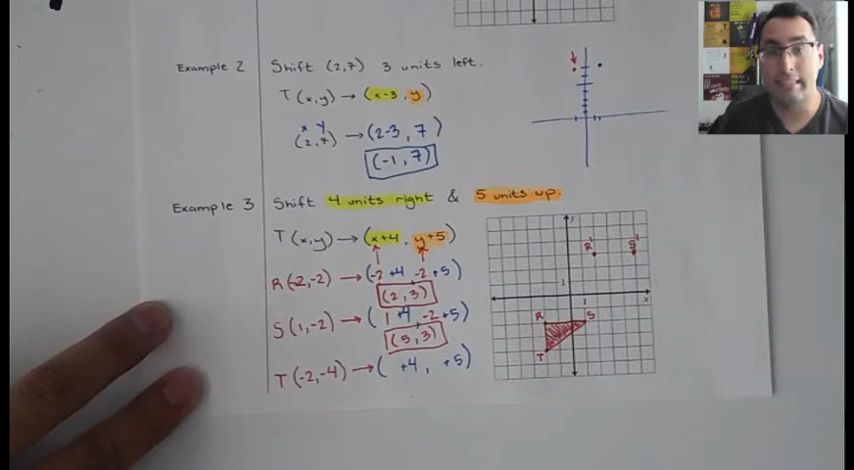 Example 2 Shift (2,7) 3 units left.
T(x,y) → (x-3, y)
x y
(2,7) → (2-3, 7)
(-1, 7)
Example 3 Shift 4 units right & 5 units up.
T(x,y) → (x+4, y+5)
R(-2,-2) → (-2+4, -2+5)
(2,3)
S(1,-2) → (1+4, -2+5)
(5,3)
T(-2,-4) → ( +4, +5)
y
R' S'
1
1 x
R S
T